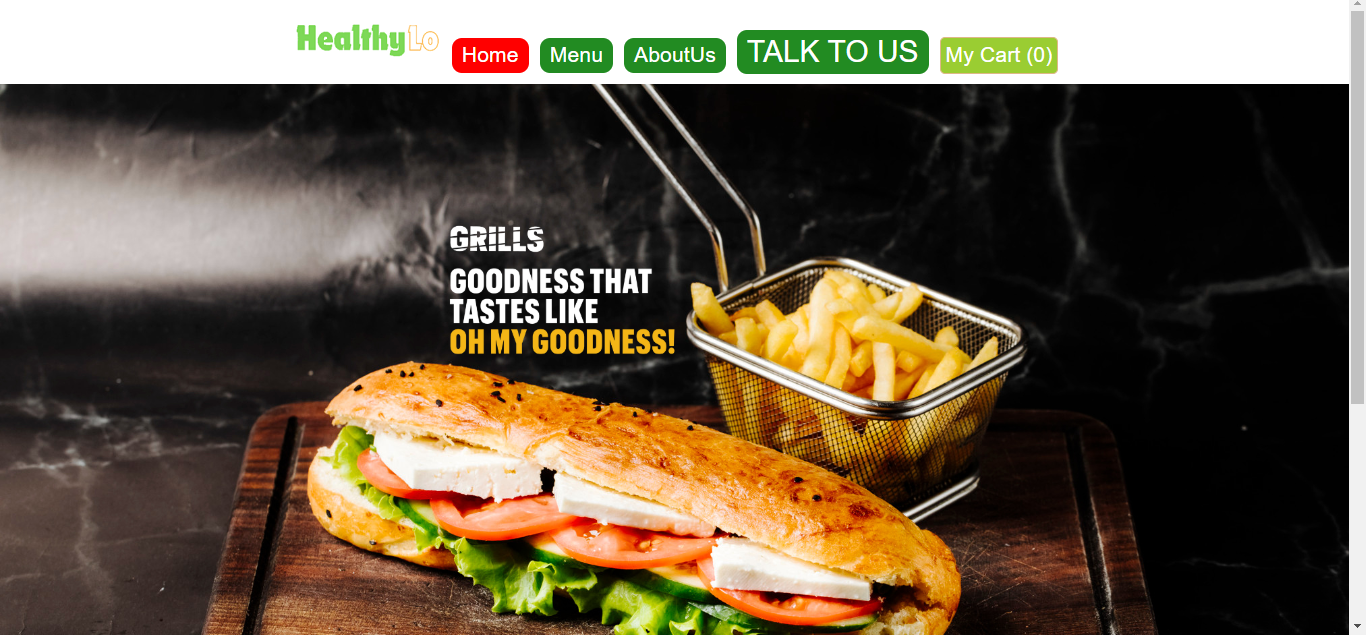 HealthyLo
Home
Menu
AboutUs
TALK TO US
My Cart (0)
GRILLS
GOODNESS THAT
TASTES LIKE
OH MY GOODNESS!